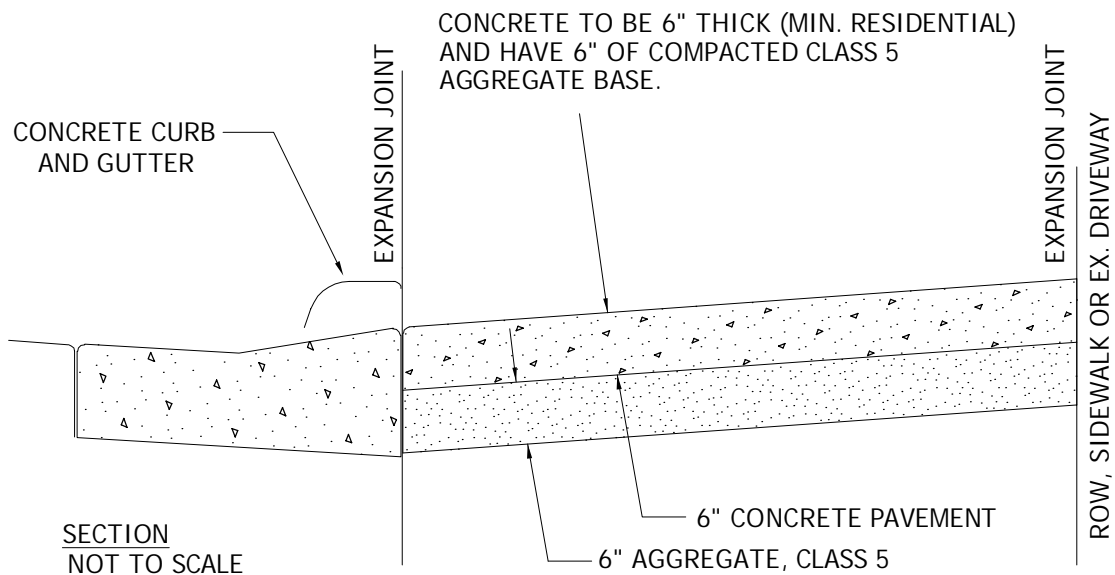 CONCRETE TO BE 6" THICK (MIN. RESIDENTIAL)
AND HAVE 6" OF COMPACTED CLASS 5
AGGREGATE BASE.
CONCRETE CURB
AND GUTTER
EXPANSION JOINT
EXPANSION JOINT
ROW, SIDEWALK OR EX. DRIVEWAY
6" CONCRETE PAVEMENT
6" AGGREGATE, CLASS 5
SECTION
NOT TO SCALE